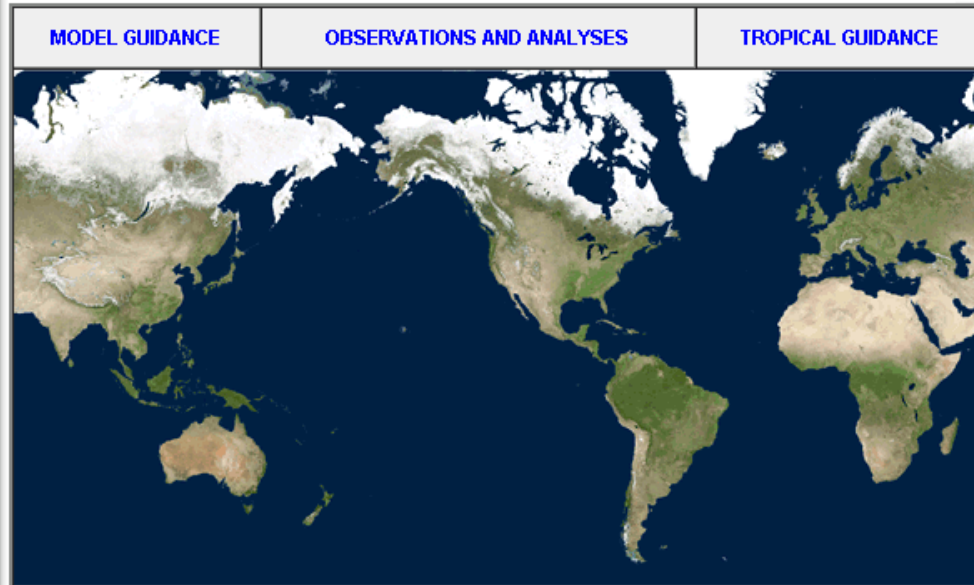 MODEL GUIDANCE
OBSERVATIONS AND ANALYSES
TROPICAL GUIDANCE